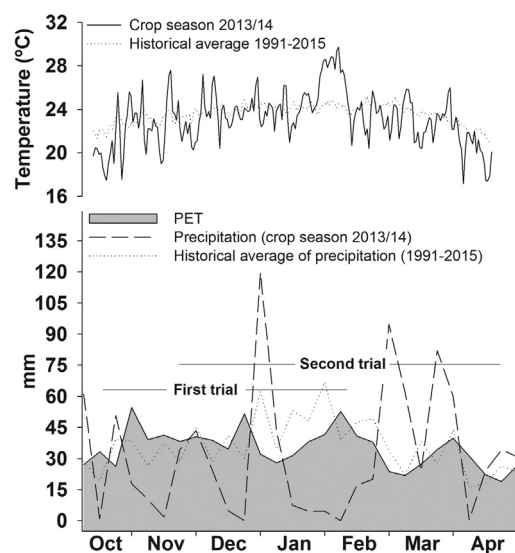 32
28
24
20
16
Temperature (ºC)
Crop season 2013/14
Historical average 1991-2015
PET
Precipitation (crop season 2013/14)
Historical average of precipitation (1991-2015)
135
120
105
90
75
60
45
30
15
0
mm
Second trial
First trial
Oct Nov Dec Jan Feb Mar Apr